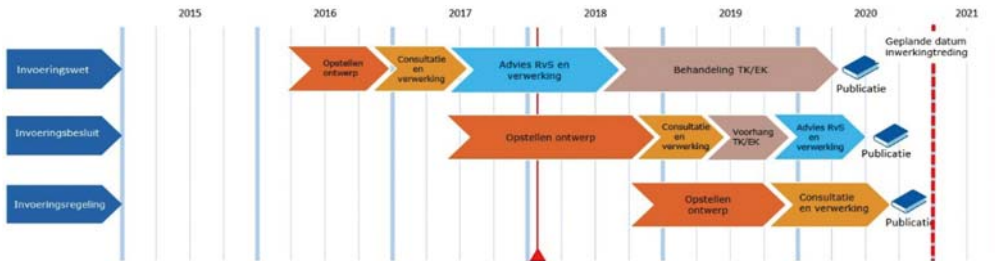 2015 2016 2017 2018 2019 2020 2021
Geplande datum
inwerkingtreding
Invoeringswet
Opstellen
ontwerp
Consultatie
en
verwerking
Advies RvS en
verwerking
Behandeling TK/EK
Publicatie
Invoeringsbesluit
Opstellen ontwerp
Consultatie
en
verwerking
Voorhang
TK/EK
Advies RvS
en
verwerking
Publicatie
Invoeringsregeling
Opstellen
ontwerp
Consultatie
en verwerking
Publicatie